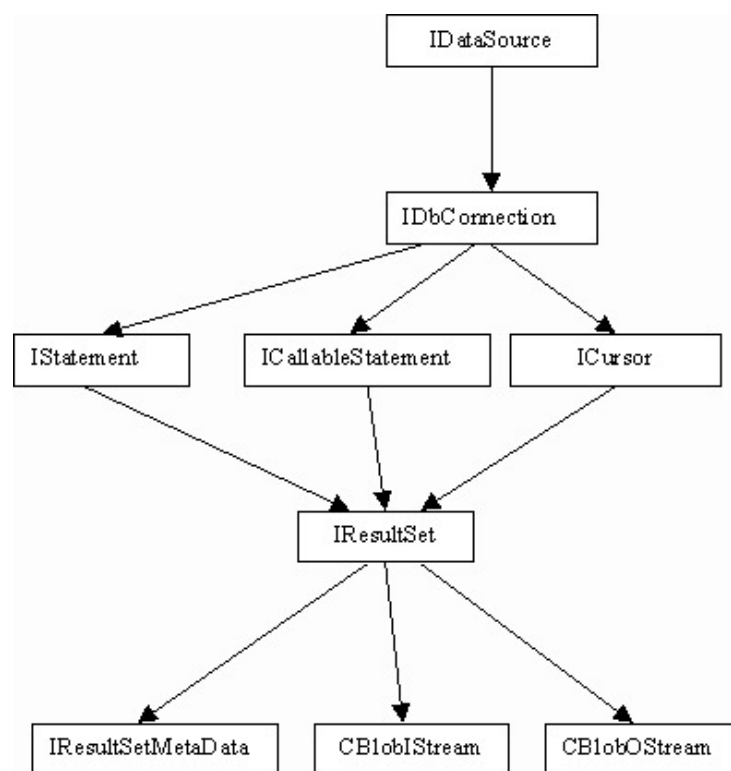 IDataSource
IDbConnection
IStatement
ICallableStatement
ICursor
IResultSet
IResultSetMetaData
CBlobIStream
CBlobOStream